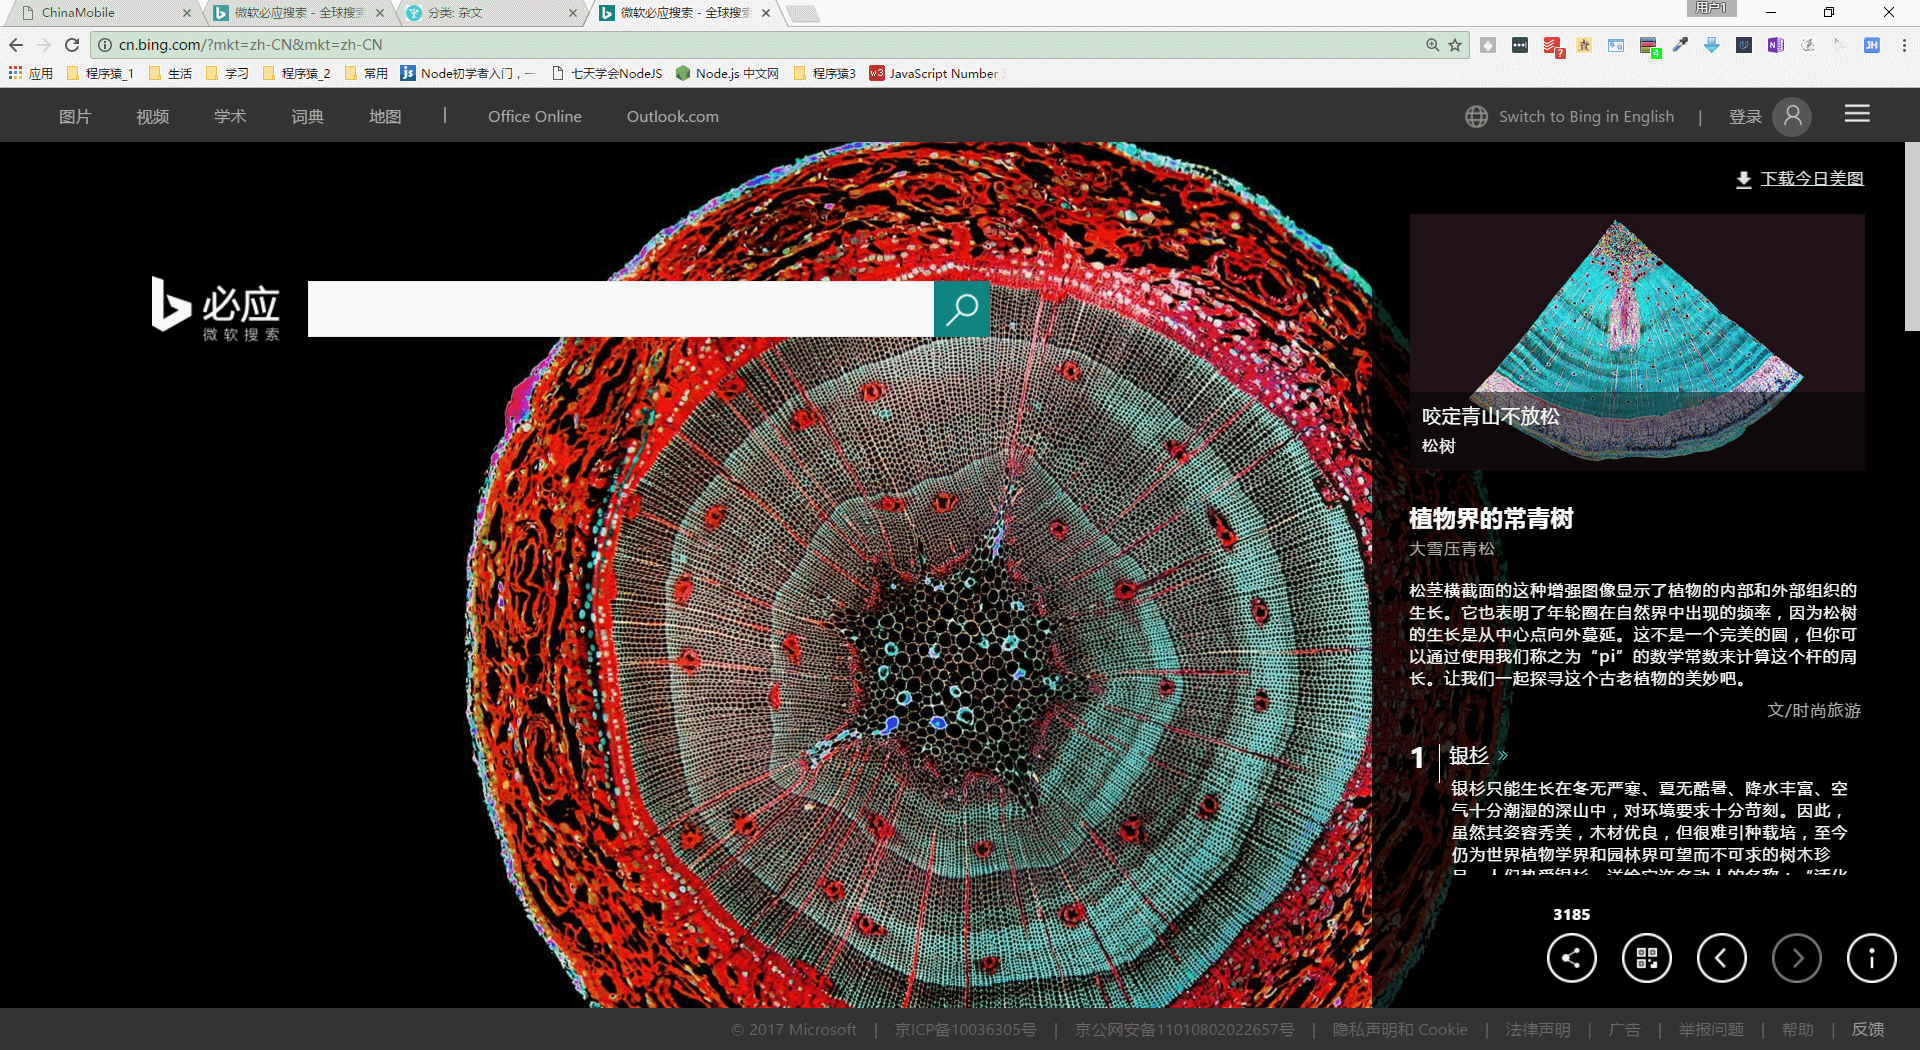 ChinaMobile
微软必应搜索 - 全球搜索
分类: 杂文
微软必应搜索 - 全球搜索
用户1
cn.bing.com/?mkt=zh-CN&mkt=zh-CN
应用
程序猿_1
生活
学习
程序猿_2
常用
Node初学者入门，一
七天学会NodeJS
Node.js 中文网
程序猿3
JavaScript Number
图片
视频
学术
词典
地图
|
Office Online
Outlook.com
Switch to Bing in English
|
登录
下载今日美图
必应
微软搜索
咬定青山不放松
松树
植物界的常青树
大雪压青松
松茎横截面的这种增强图像显示了植物的内部和外部组织的
生长。它也表明了年轮圈在自然界中出现的频率，因为松树
的生长是从中心点向外蔓延。这不是一个完美的圆，但你可
以通过使用我们称之为“pi”的数学常数来计算这个杆的周
长。让我们一起探寻这个古老植物的美妙吧。
文/时尚旅游
1 银杉 »
银杉只能生长在冬无严寒、夏无酷暑、降水丰富、空
气十分潮湿的深山中，对环境要求十分苛刻。因此，
虽然其姿容秀美，木材优良，但很难引种栽培，至今
仍为世界植物学界和园林界可望而不可求的树木珍
3185
© 2017 Microsoft | 京ICP备10036305号 | 京公网安备11010802022657号 | 隐私声明和 Cookie | 法律声明 | 广告 | 举报问题 | 帮助 | 反馈